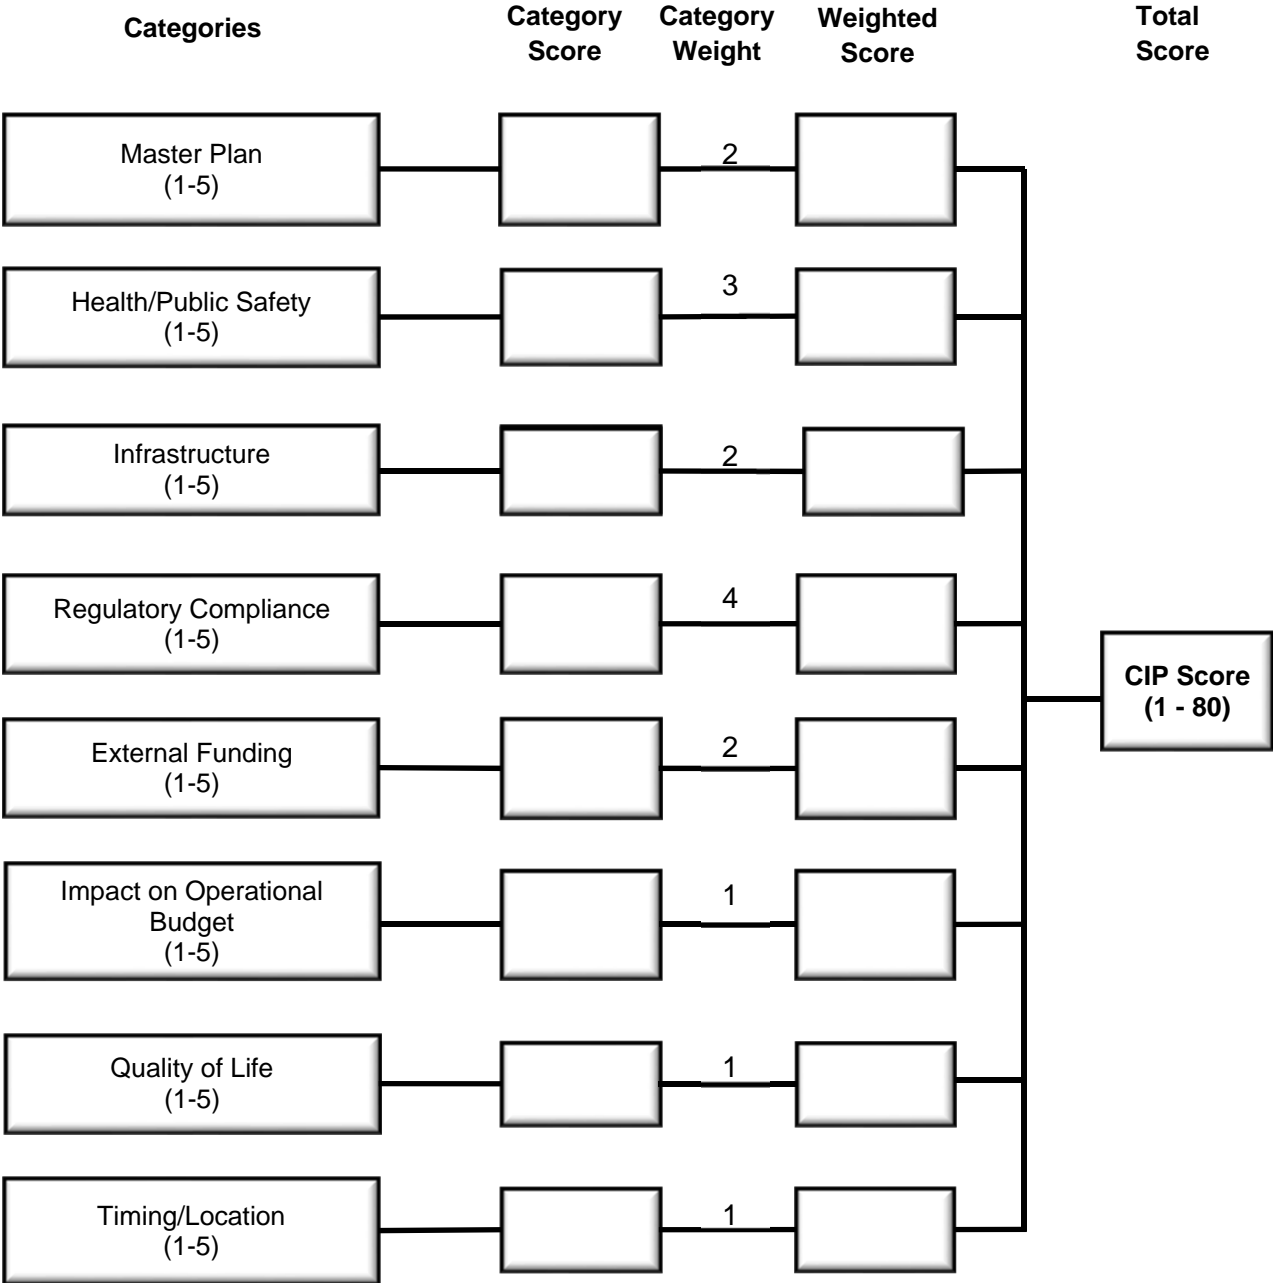 Categories
Category
Score
Category
Weight
Weighted
Score
Total
Score
Master Plan
(1-5)
2
Health/Public Safety
(1-5)
3
Infrastructure
(1-5)
2
Regulatory Compliance
(1-5)
4
External Funding
(1-5)
2
Impact on Operational
Budget
(1-5)
1
Quality of Life
(1-5)
1
Timing/Location
(1-5)
1
CIP Score
(1 - 80)